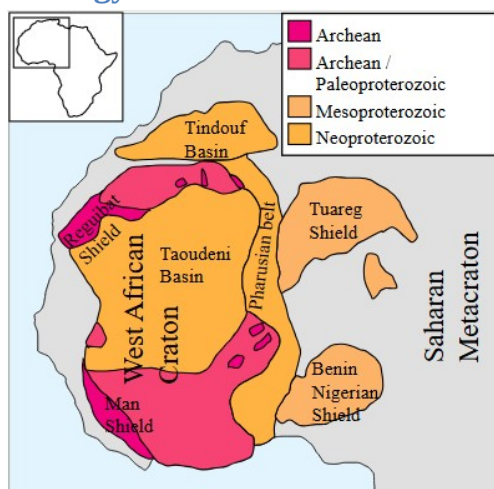 Archean
Archean /
Paleoproterozoic
Mesoproterozoic
Neoproterozoic
Tindouf
Basin
Reguibat
Shield
Taoudeni
Basin
West African
Craton
Pharusian belt
Tuareg
Shield
Saharan
Metacraton
Man
Shield
Benin
Nigerian
Shield